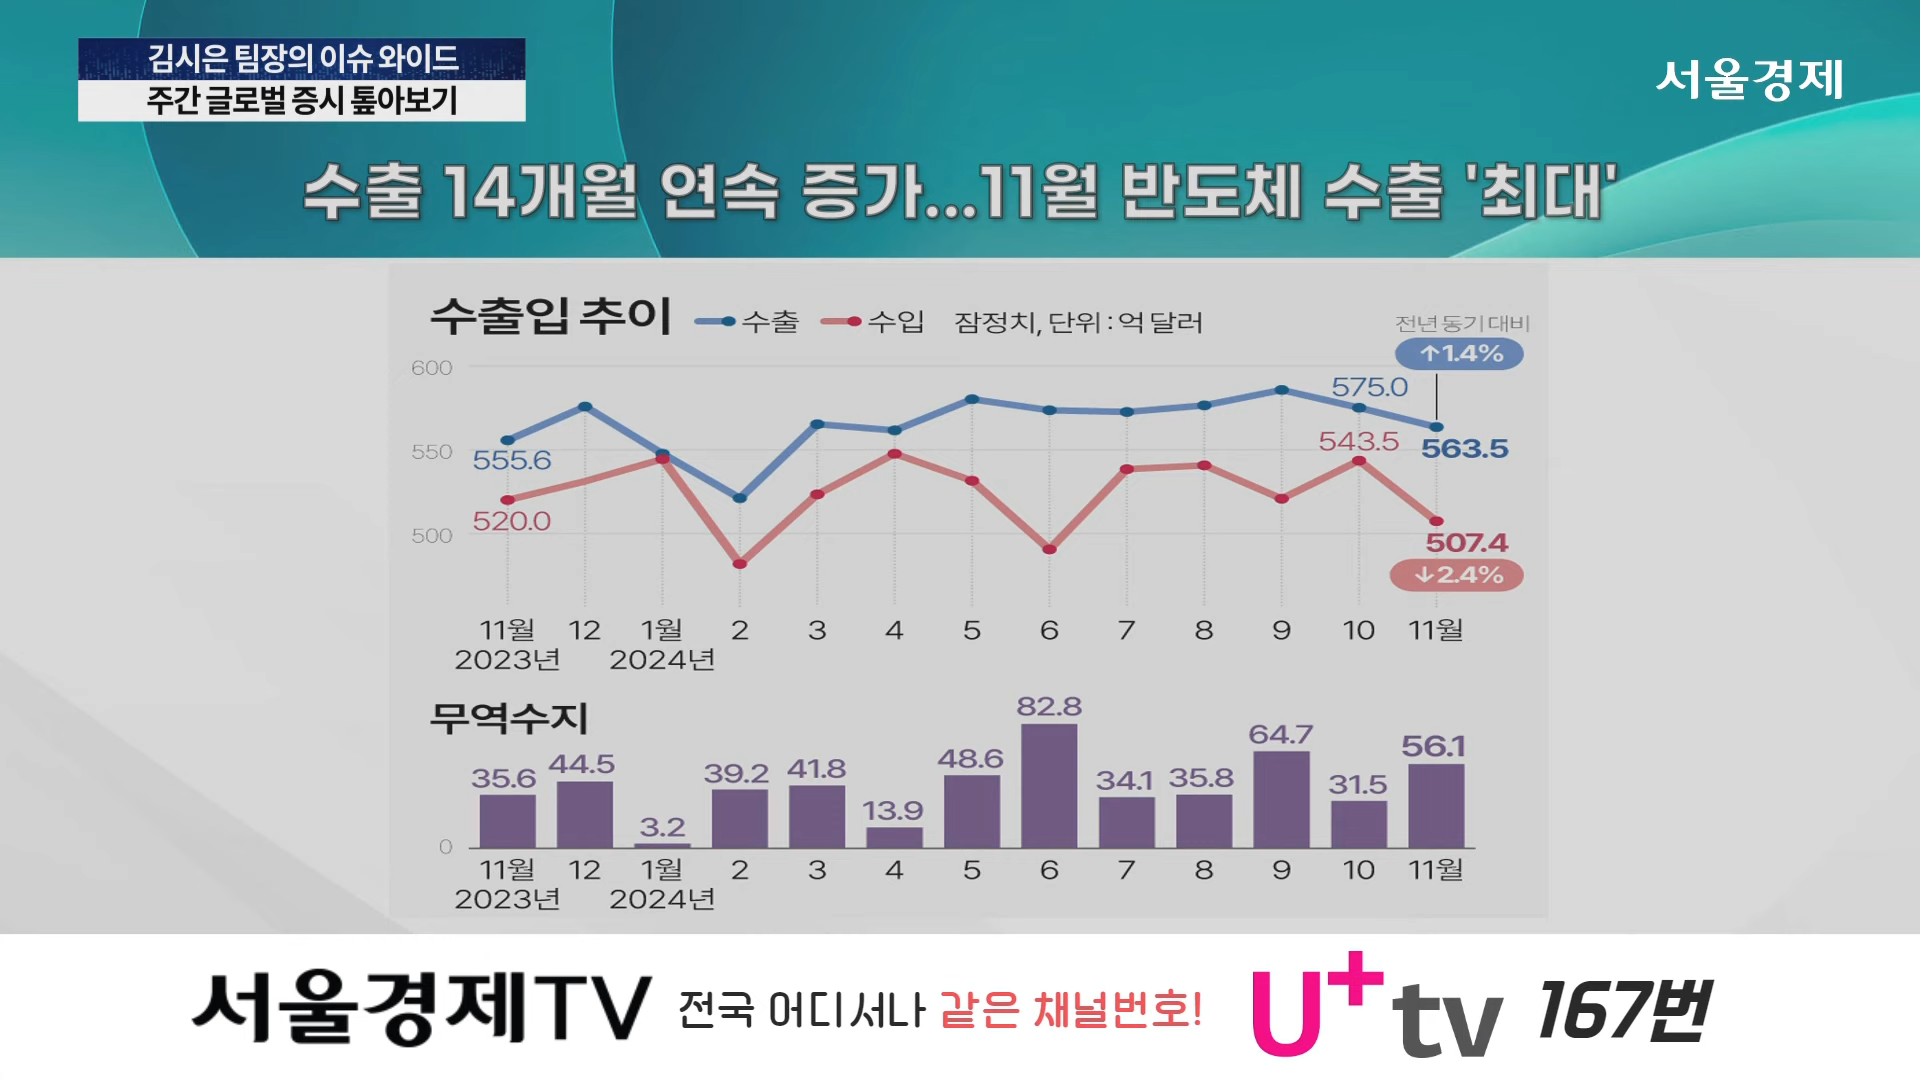 김시은 팀장의 이슈 와이드
주간 글로벌 증시 톺아보기
서울경제
수출 14개월 연속 증가...11월 반도체 수출 '최대'
수출입 추이 수출 수입 잠정치, 단위 : 억 달러
전년 동기 대비
↑1.4%
600
575.0
550
555.6
543.5
563.5
520.0
500
507.4
↓2.4%
11월 12 1월 2 3 4 5 6 7 8 9 10 11월
2023년 2024년
무역수지
35.6 44.5 3.2 39.2 41.8 13.9 48.6 82.8 34.1 35.8 64.7 31.5 56.1
0
11월 12 1월 2 3 4 5 6 7 8 9 10 11월
2023년 2024년
서울경제TV 전국 어디서나 같은 채널번호! U+tv 167번